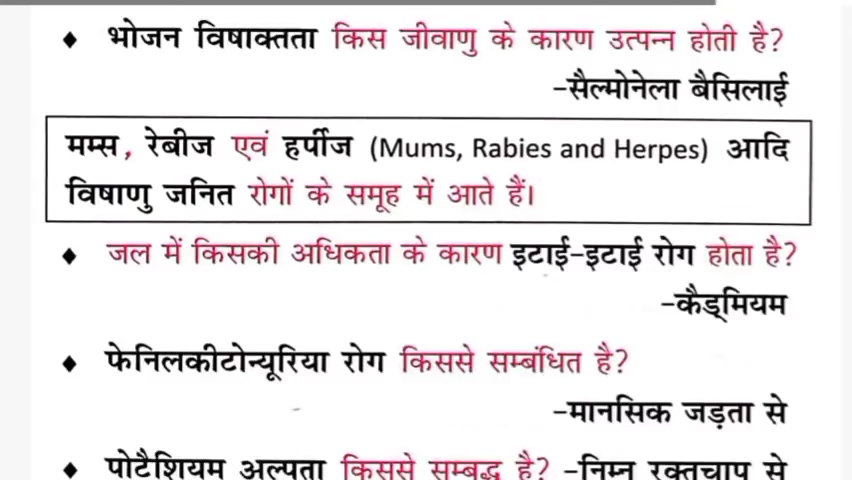 ♦ भोजन विषाक्तता किस जीवाणु के कारण उत्पन्न होती है?
-सैल्मोनेला बैसिलाई
मम्स, रेबीज एवं हर्पीज (Mums, Rabies and Herpes) आदि
विषाणु जनित रोगों के समूह में आते हैं।
♦ जल में किसकी अधिकता के कारण इटाई-इटाई रोग होता है?
-कैड्मियम
♦ फेनिलकीटोन्यूरिया रोग किससे सम्बंधित है?
-मानसिक जड़ता से
♦ पोटैशियम अल्पता किससे सम्बद्ध है? -निम्न रक्तचाप से